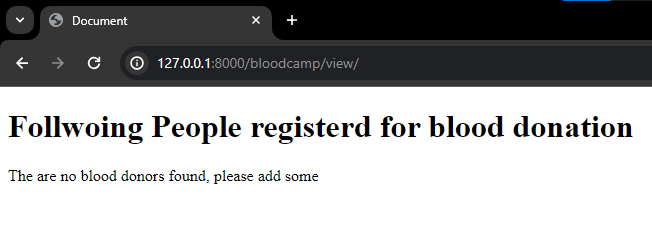 Document
127.0.0.1:8000/bloodcamp/view/
Follwoing People registerd for blood donation
The are no blood donors found, please add some